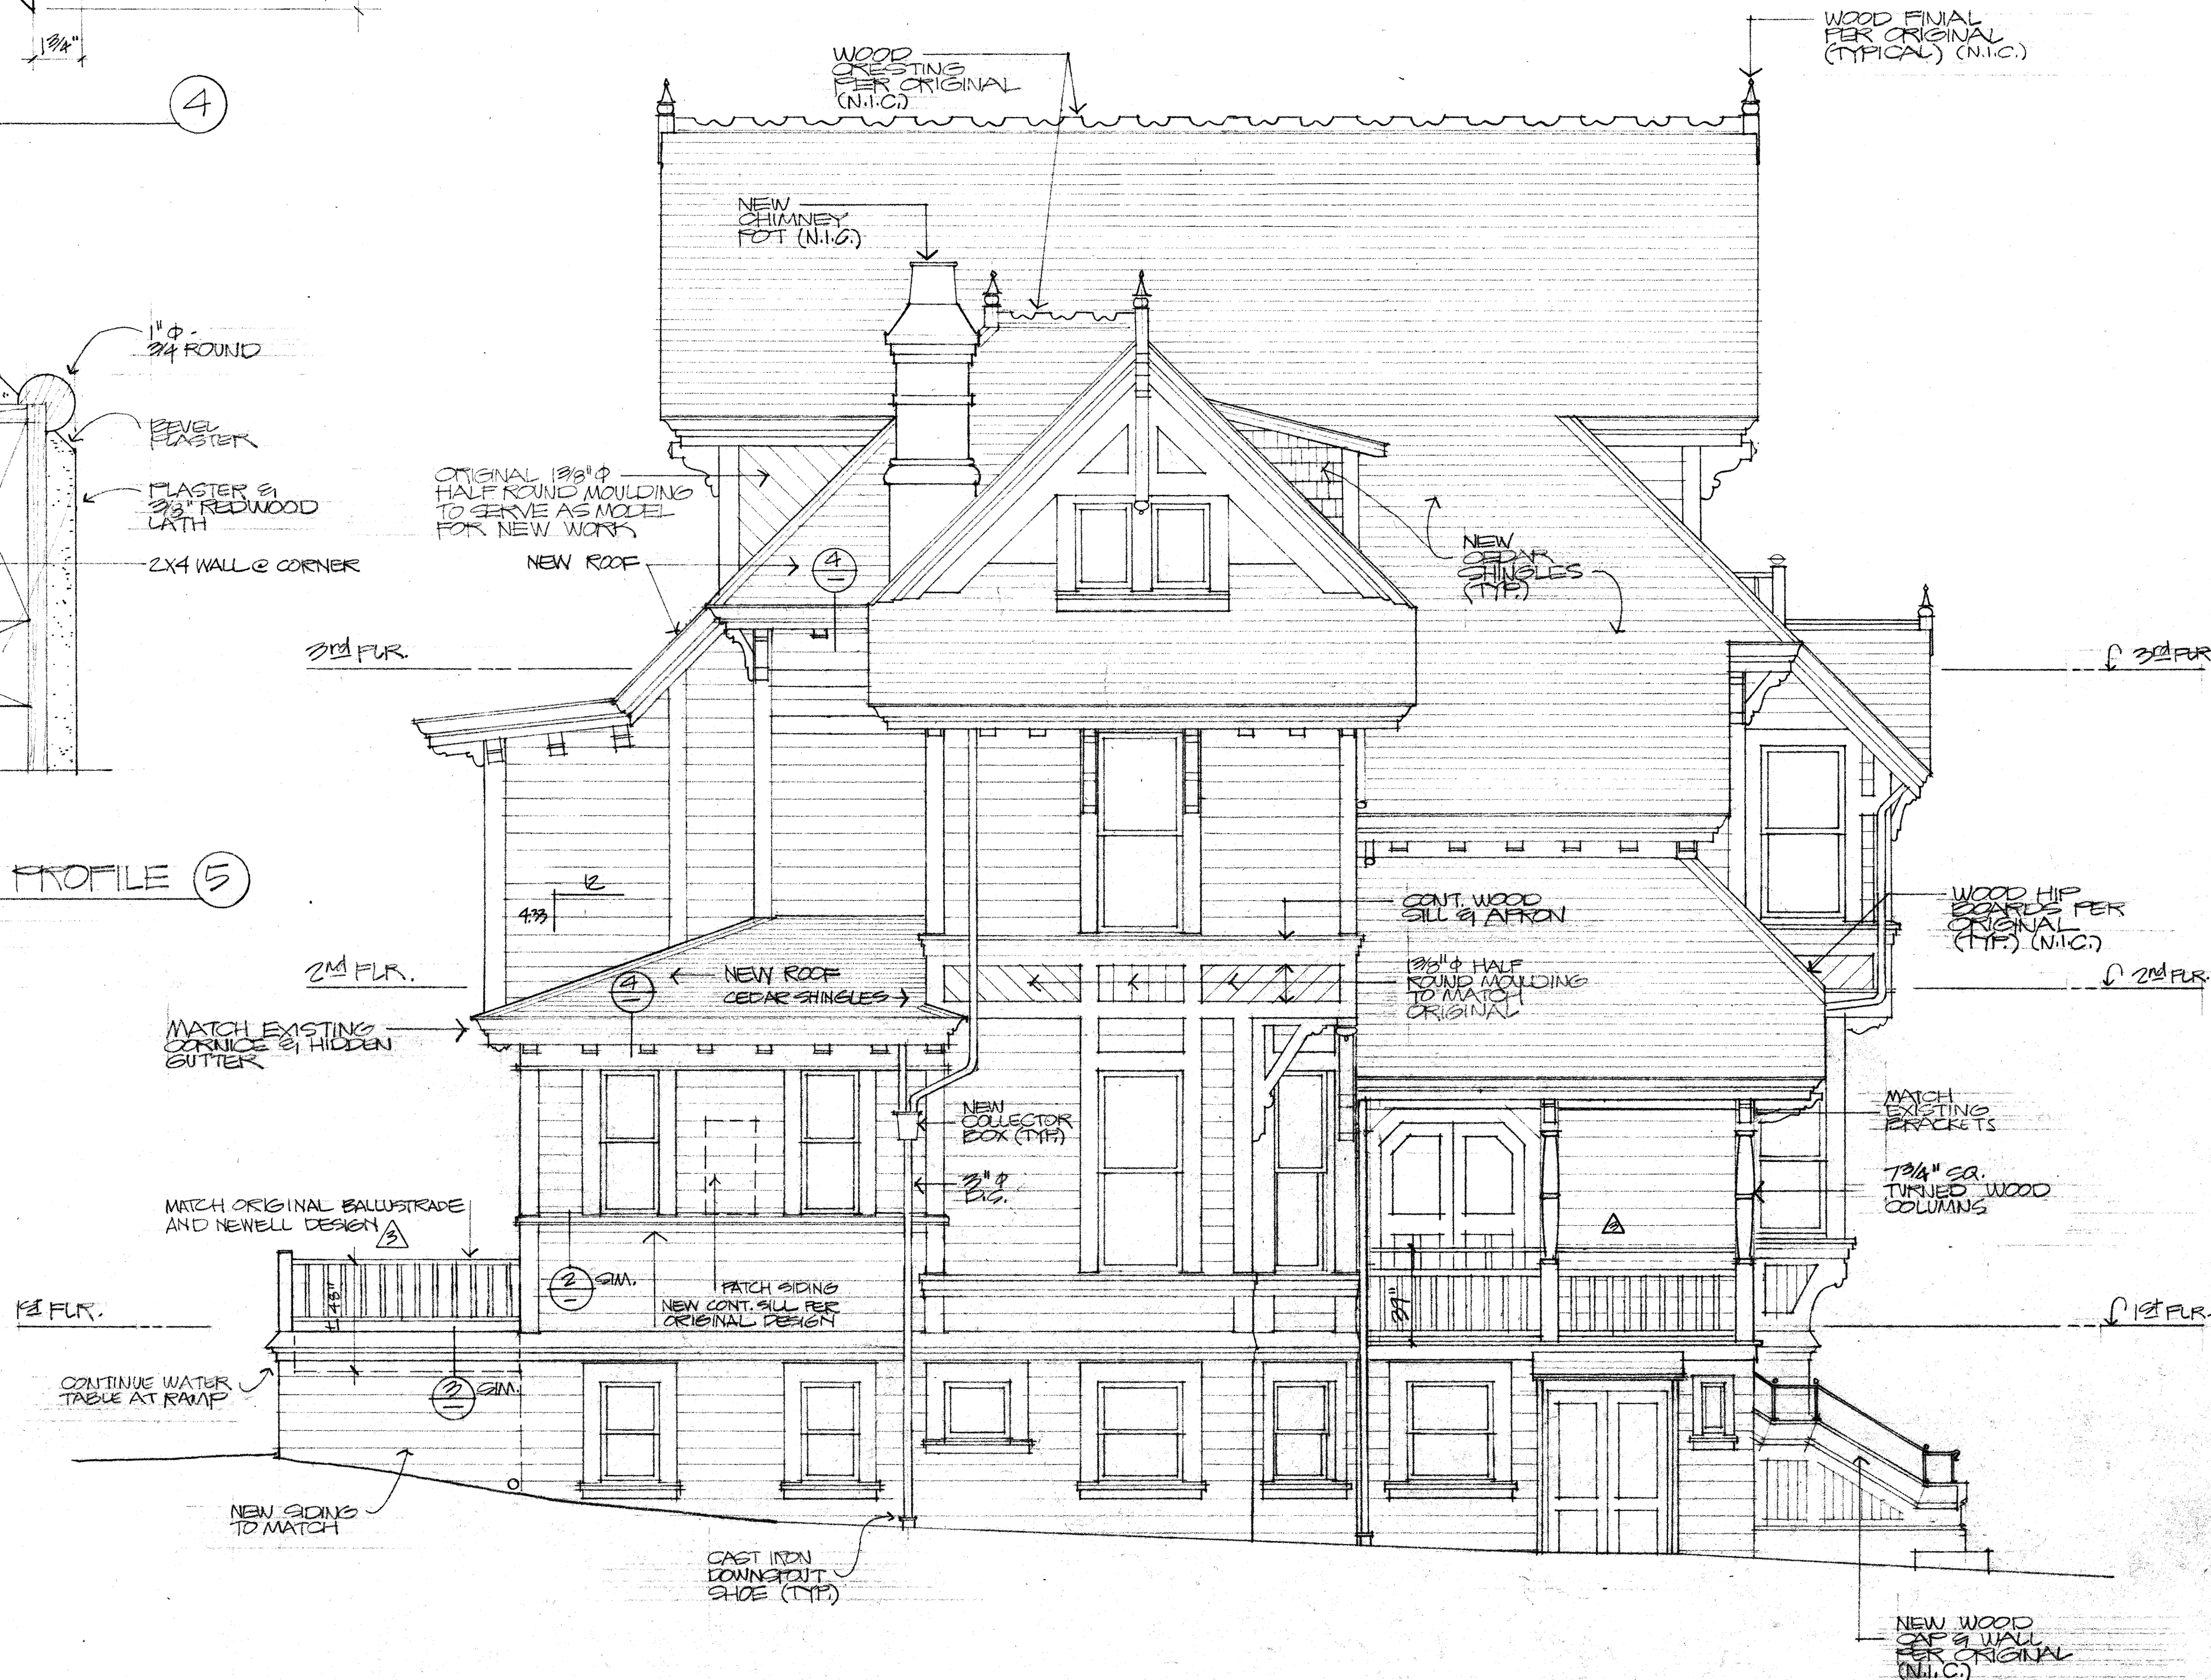 1 3/4"
4
WOOD
CRESTING
PER ORIGINAL
(N.I.C.)
WOOD FINIAL
PER ORIGINAL
(TYPICAL) (N.I.C.)
NEW
CHIMNEY
POT (N.I.C.)
1" Φ -
3/4 ROUND
BEVEL
PLASTER
PLASTER &
3/8" REDWOOD
LATH
2X4 WALL @ CORNER
ORIGINAL 1 3/8" Φ
HALF ROUND MOULDING
TO SERVE AS MODEL
FOR NEW WORK
NEW ROOF
4
NEW
CEDAR
SHINGLES
(TYP.)
3rd FLR.
3rd FLR
PROFILE 5
12
4.33
CONT. WOOD
SILL & APRON
WOOD HIP
BOARDS PER
ORIGINAL
(TYP.) (N.I.C.)
2nd FLR.
4
NEW ROOF
CEDAR SHINGLES
1 3/8" Φ HALF
ROUND MOULDING
TO MATCH
ORIGINAL
2nd FLR.
MATCH EXISTING
CORNICE & HIDDEN
GUTTER
NEW
COLLECTOR
BOX (TYP.)
MATCH
EXISTING
BRACKETS
3" Φ
D.S.
7 3/4" SQ.
TURNED WOOD
COLUMNS
MATCH ORIGINAL BALLUSTRADE
AND NEWELL DESIGN 3
3
43"
2 SIM.
PATCH SIDING
NEW CONT. SILL PER
ORIGINAL DESIGN
39"
1st FLR.
1st FLR.
CONTINUE WATER
TABLE AT RAMP
3 SIM.
NEW SIDING
TO MATCH
CAST IRON
DOWNSPOUT
SHOE (TYP.)
NEW WOOD
CAP & WALL
PER ORIGINAL
(N.I.C.)